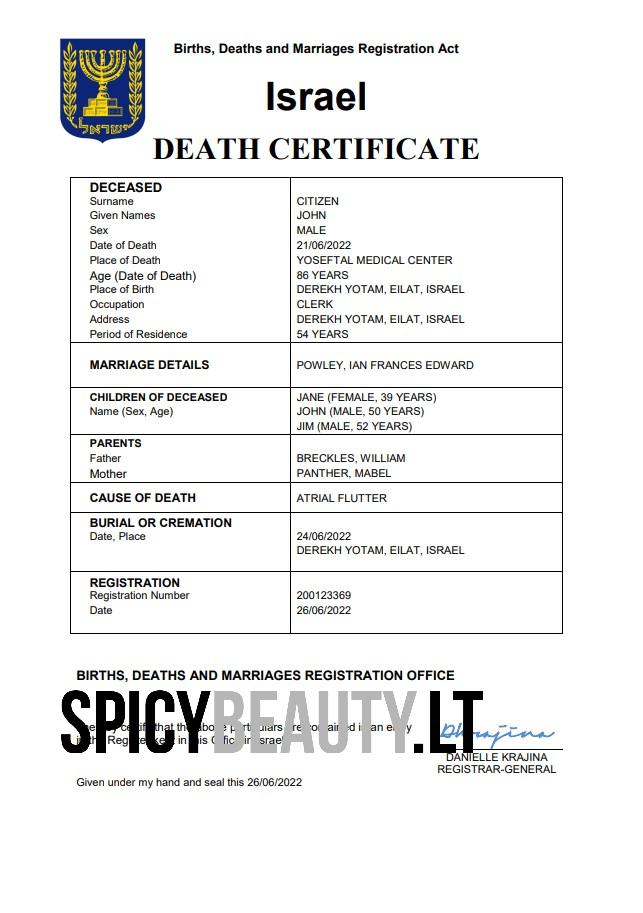 Births, Deaths and Marriages Registration Act
Israel
ישראל
DEATH CERTIFICATE
DECEASED
Surname CITIZEN
Given Names JOHN
Sex MALE
Date of Death 21/06/2022
Place of Death YOSEFTAL MEDICAL CENTER
Age (Date of Death) 86 YEARS
Place of Birth DEREKH YOTAM, EILAT, ISRAEL
Occupation CLERK
Address DEREKH YOTAM, EILAT, ISRAEL
Period of Residence 54 YEARS
MARRIAGE DETAILS POWLEY, IAN FRANCES EDWARD
CHILDREN OF DECEASED JANE (FEMALE, 39 YEARS)
Name (Sex, Age) JOHN (MALE, 50 YEARS)
JIM (MALE, 52 YEARS)
PARENTS
Father BRECKLES, WILLIAM
Mother PANTHER, MABEL
CAUSE OF DEATH ATRIAL FLUTTER
BURIAL OR CREMATION
Date, Place 24/06/2022
DEREKH YOTAM, EILAT, ISRAEL
REGISTRATION
Registration Number 200123369
Date 26/06/2022
BIRTHS, DEATHS AND MARRIAGES REGISTRATION OFFICE
SPICYBEAUTY.LT
certify that the above particulars are contained in an entry
in the Register kept in this Office in Israel
DKrajina
DANIELLE KRAJINA
REGISTRAR-GENERAL
Given under my hand and seal this 26/06/2022